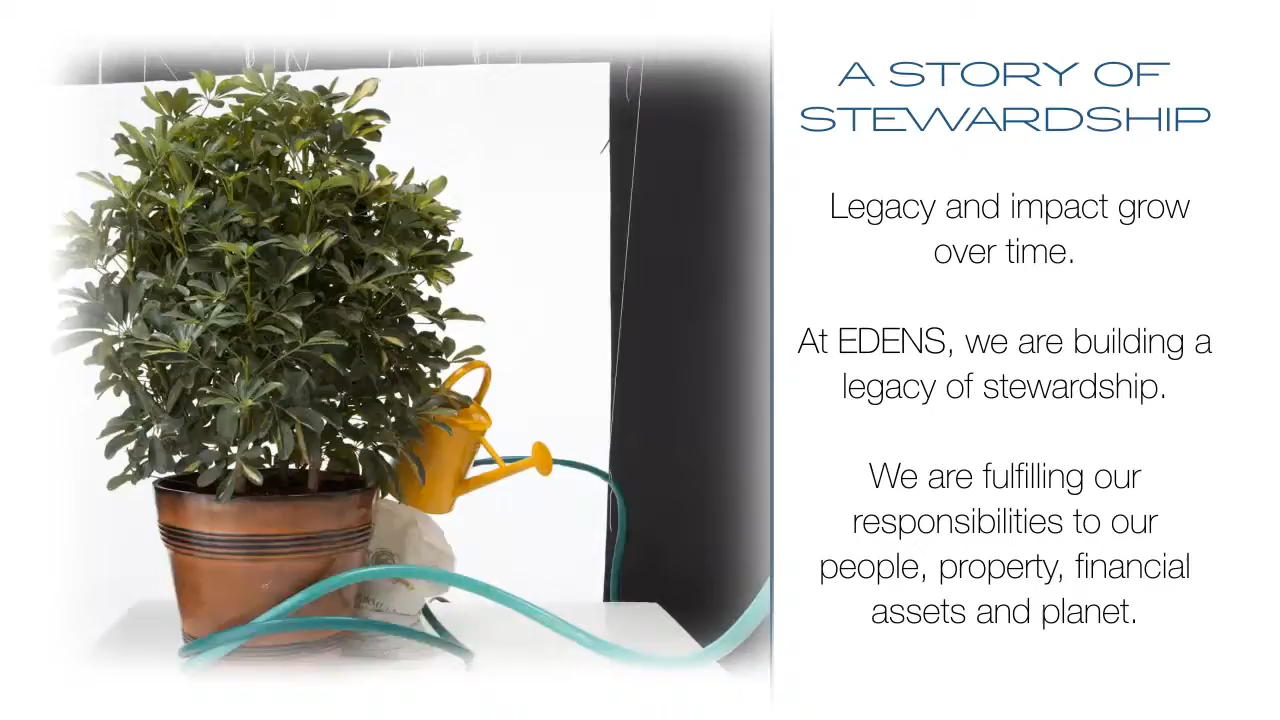 A STORY OF
STEWARDSHIP
Legacy and impact grow
over time.
At EDENS, we are building a
legacy of stewardship.
We are fulfilling our
responsibilities to our
people, property, financial
assets and planet.